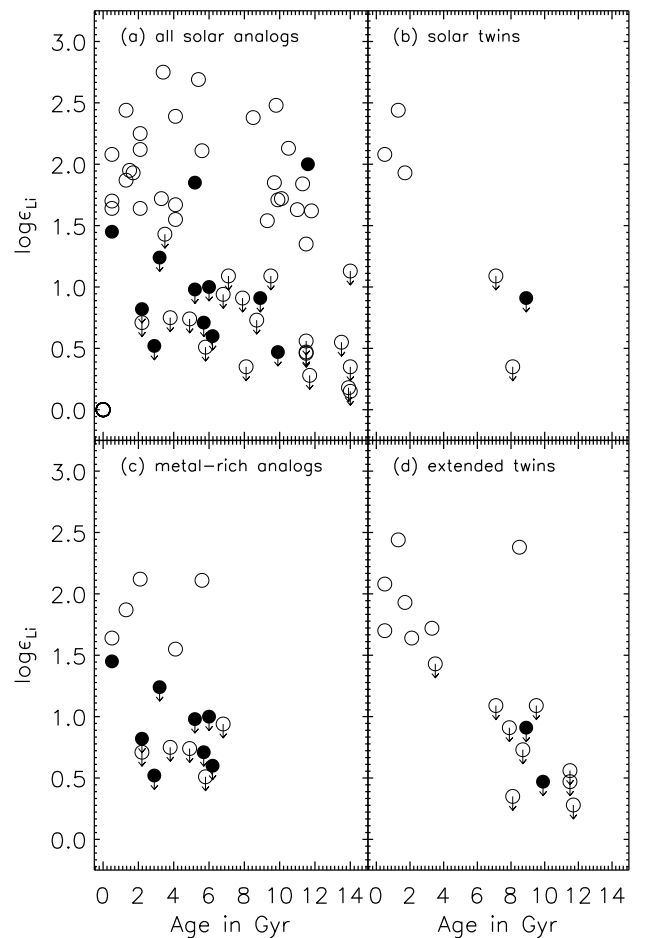 (a) all solar analogs
(b) solar twins
3.0
2.5
2.0
1.5
1.0
0.5
0.0
logϵLi
(c) metal-rich analogs
(d) extended twins
3.0
2.5
2.0
1.5
1.0
0.5
0.0
logϵLi
0 2 4 6 8 10 12 14
0 2 4 6 8 10 12 14
Age in Gyr
Age in Gyr